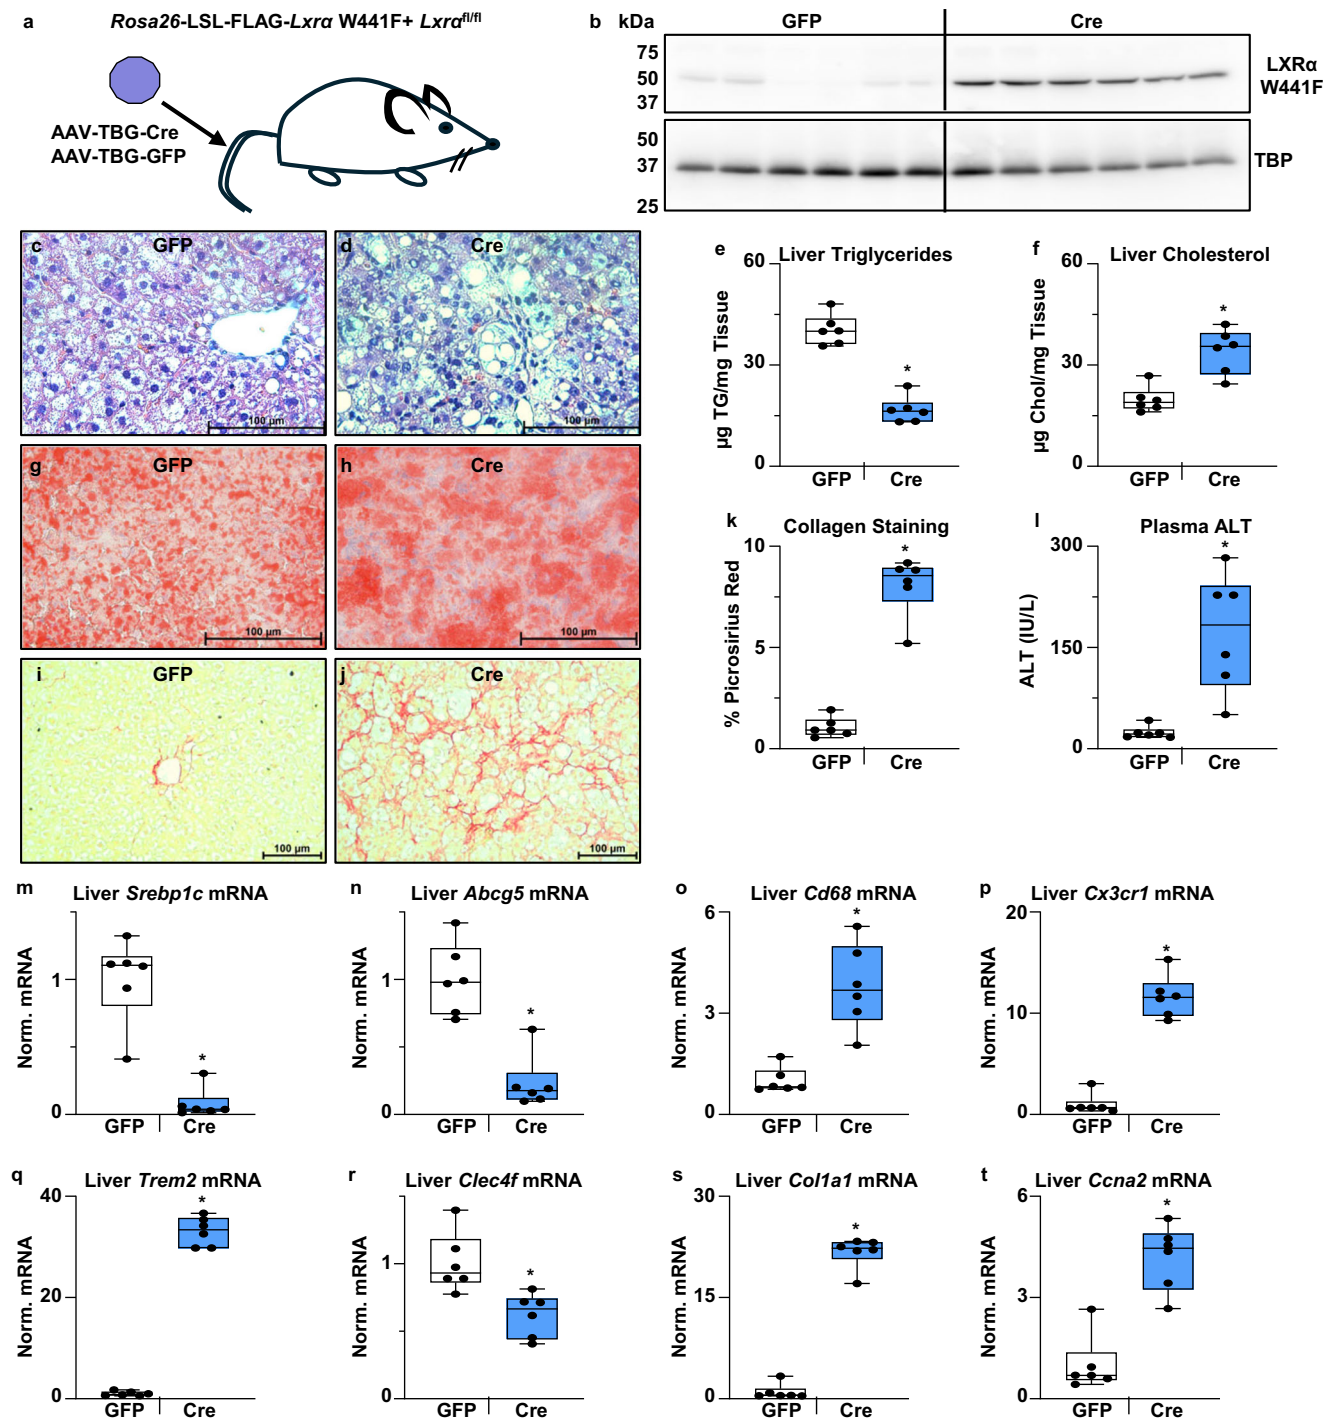 a Rosa26-LSL-FLAG-Lxrα W441F+ Lxrα^fl/fl
AAV-TBG-Cre
AAV-TBG-GFP
b kDa GFP Cre
75
50
37
LXRα
W441F
50
37
25
TBP
c GFP
100 µm
d Cre
100 µm
e Liver Triglycerides
µg TG/mg Tissue
60
30
0
*
GFP Cre
f Liver Cholesterol
µg Chol/mg Tissue
60
30
0
*
GFP Cre
g GFP
100 µm
h Cre
100 µm
i GFP
100 µm
j Cre
100 µm
k Collagen Staining
% Picrosirius Red
10
5
0
*
GFP Cre
l Plasma ALT
ALT (IU/L)
300
150
0
*
GFP Cre
m Liver Srebp1c mRNA
Norm. mRNA
1
0
*
GFP Cre
n Liver Abcg5 mRNA
Norm. mRNA
1
0
*
GFP Cre
o Liver Cd68 mRNA
Norm. mRNA
6
3
0
*
GFP Cre
p Liver Cx3cr1 mRNA
Norm. mRNA
20
10
0
*
GFP Cre
q Liver Trem2 mRNA
Norm. mRNA
40
20
0
*
GFP Cre
r Liver Clec4f mRNA
Norm. mRNA
1
0
*
GFP Cre
s Liver Col1a1 mRNA
Norm. mRNA
30
15
0
*
GFP Cre
t Liver Ccna2 mRNA
Norm. mRNA
6
3
0
*
GFP Cre